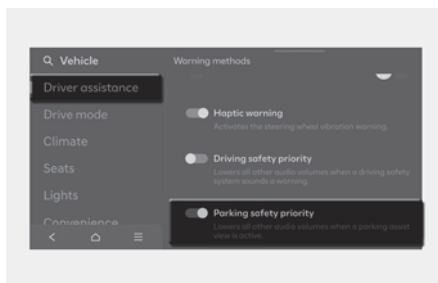 Vehicle
Warning methods
Driver assistance
Drive mode
Climate
Seats
Lights
Convenience
Haptic warning
Activates the steering wheel vibration warning.
Driving safety priority
Lowers all other audio volumes when a driving safety
system sounds a warning.
Parking safety priority
Lowers all other audio volumes when a parking assist
view is active.